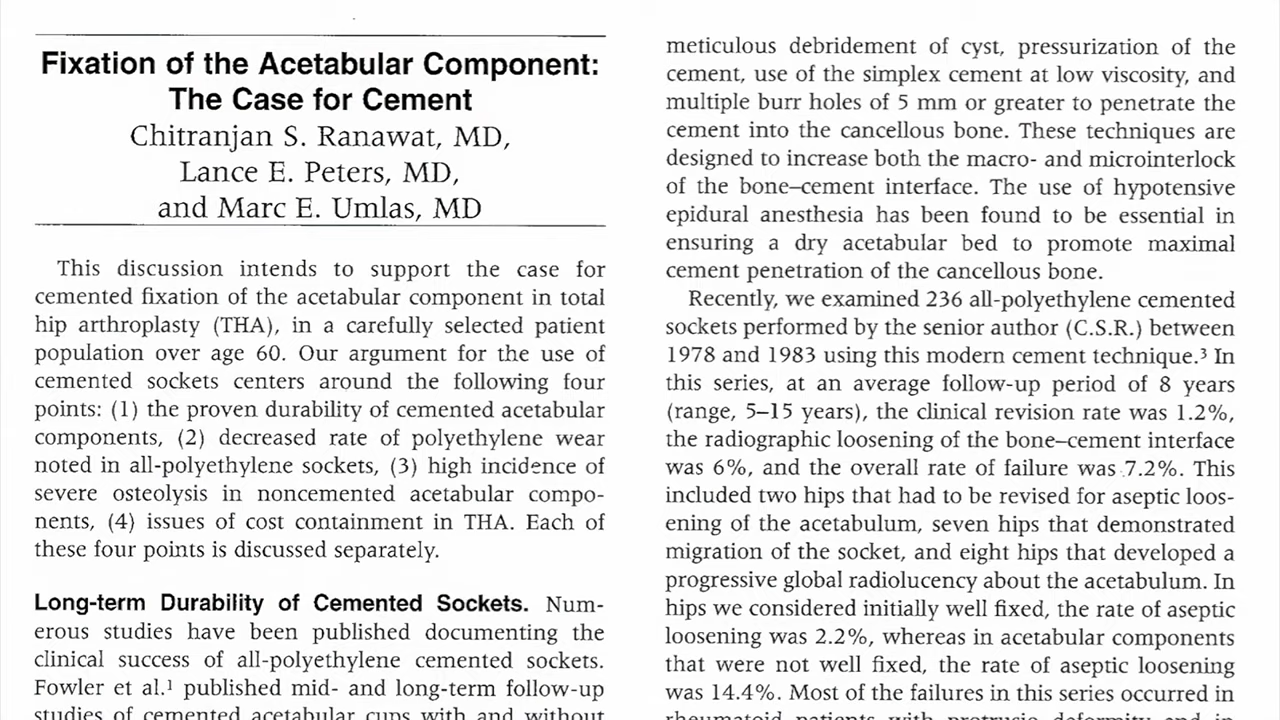 Fixation of the Acetabular Component:
The Case for Cement
Chitranjan S. Ranawat, MD,
Lance E. Peters, MD,
and Marc E. Umlas, MD
This discussion intends to support the case for
cemented fixation of the acetabular component in total
hip arthroplasty (THA), in a carefully selected patient
population over age 60. Our argument for the use of
cemented sockets centers around the following four
points: (1) the proven durability of cemented acetabular
components, (2) decreased rate of polyethylene wear
noted in all-polyethylene sockets, (3) high incidence of
severe osteolysis in noncemented acetabular compo-
nents, (4) issues of cost containment in THA. Each of
these four points is discussed separately.
Long-term Durability of Cemented Sockets. Num-
erous studies have been published documenting the
clinical success of all-polyethylene cemented sockets.
Fowler et al.¹ published mid- and long-term follow-up
studies of cemented acetabular cups with and without
meticulous debridement of cyst, pressurization of the
cement, use of the simplex cement at low viscosity, and
multiple burr holes of 5 mm or greater to penetrate the
cement into the cancellous bone. These techniques are
designed to increase both the macro- and microinterlock
of the bone–cement interface. The use of hypotensive
epidural anesthesia has been found to be essential in
ensuring a dry acetabular bed to promote maximal
cement penetration of the cancellous bone.
Recently, we examined 236 all-polyethylene cemented
sockets performed by the senior author (C.S.R.) between
1978 and 1983 using this modern cement technique.³ In
this series, at an average follow-up period of 8 years
(range, 5–15 years), the clinical revision rate was 1.2%,
the radiographic loosening of the bone–cement interface
was 6%, and the overall rate of failure was 7.2%. This
included two hips that had to be revised for aseptic loos-
ening of the acetabulum, seven hips that demonstrated
migration of the socket, and eight hips that developed a
progressive global radiolucency about the acetabulum. In
hips we considered initially well fixed, the rate of aseptic
loosening was 2.2%, whereas in acetabular components
that were not well fixed, the rate of aseptic loosening
was 14.4%. Most of the failures in this series occurred in
rheumatoid patients with protrusio deformity and in